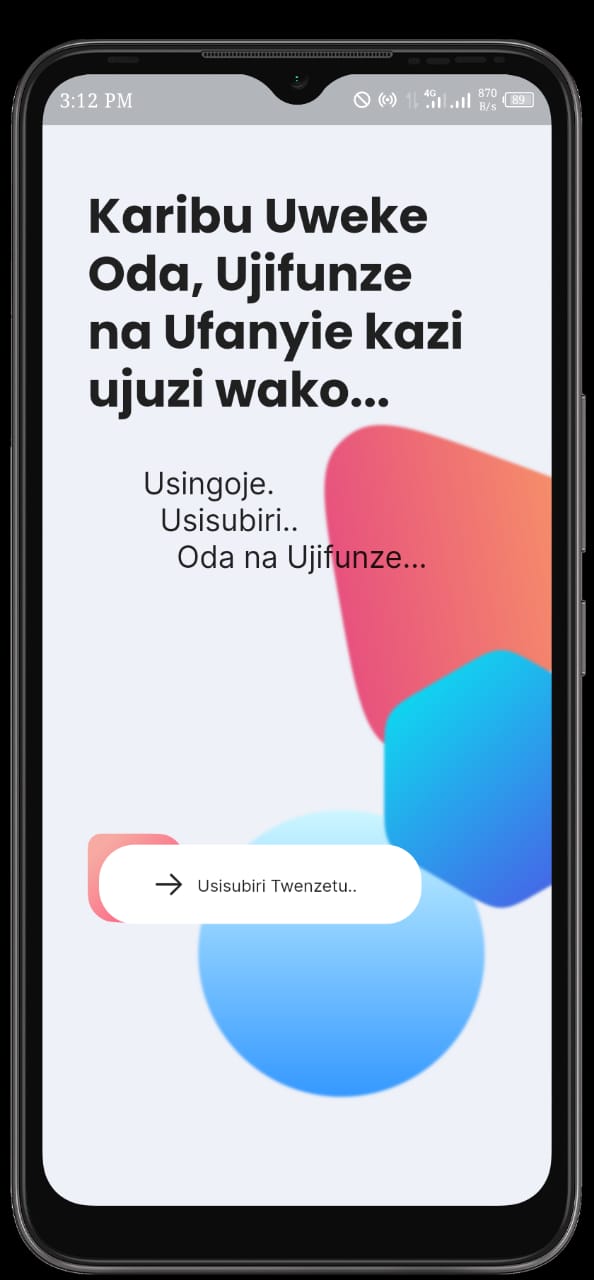 3:12 PM
4G
870
B/s
89
Karibu Uweke
Oda, Ujifunze
na Ufanyie kazi
ujuzi wako...
Usingoje.
Usisubiri..
Oda na Ujifunze...
Usisubiri Twenzetu..